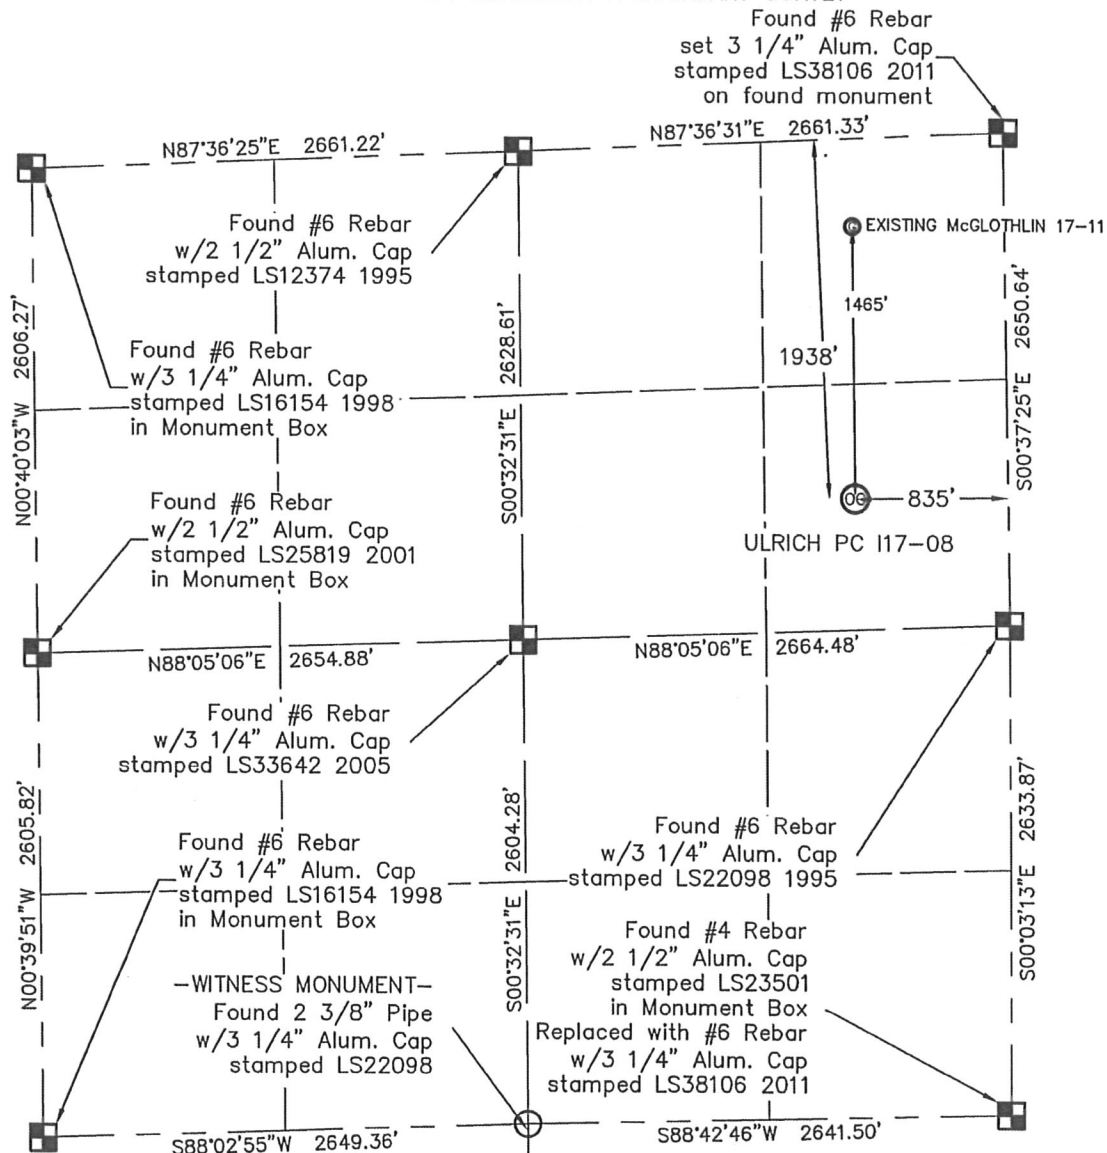 Found #6 Rebar
set 3 1/4" Alum. Cap
stamped LS38106 2011
on found monument
N87°36'25"E 2661.22'
N87°36'31"E 2661.33'
Found #6 Rebar
w/2 1/2" Alum. Cap
stamped LS12374 1995
G EXISTING McGLOTHLIN 17-11
1465'
1938'
N00°40'03"W 2606.27'
S00°32'31"E 2628.61'
S00°37'25"E 2650.64'
Found #6 Rebar
w/3 1/4" Alum. Cap
stamped LS16154 1998
in Monument Box
Found #6 Rebar
w/2 1/2" Alum. Cap
stamped LS25819 2001
in Monument Box
OG 835'
ULRICH PC I17-08
N88°05'06"E 2654.88'
N88°05'06"E 2664.48'
Found #6 Rebar
w/3 1/4" Alum. Cap
stamped LS33642 2005
N00°39'51"W 2605.82'
S00°32'31"E 2604.28'
S00°03'13"E 2633.87'
Found #6 Rebar
w/3 1/4" Alum. Cap
stamped LS16154 1998
in Monument Box
Found #6 Rebar
w/3 1/4" Alum. Cap
stamped LS22098 1995
-WITNESS MONUMENT-
Found 2 3/8" Pipe
w/3 1/4" Alum. Cap
stamped LS22098
Found #4 Rebar
w/2 1/2" Alum. Cap
stamped LS23501
in Monument Box
Replaced with #6 Rebar
w/3 1/4" Alum. Cap
stamped LS38106 2011
S88°02'55"W 2649.36'
S88°42'46"W 2641.50'